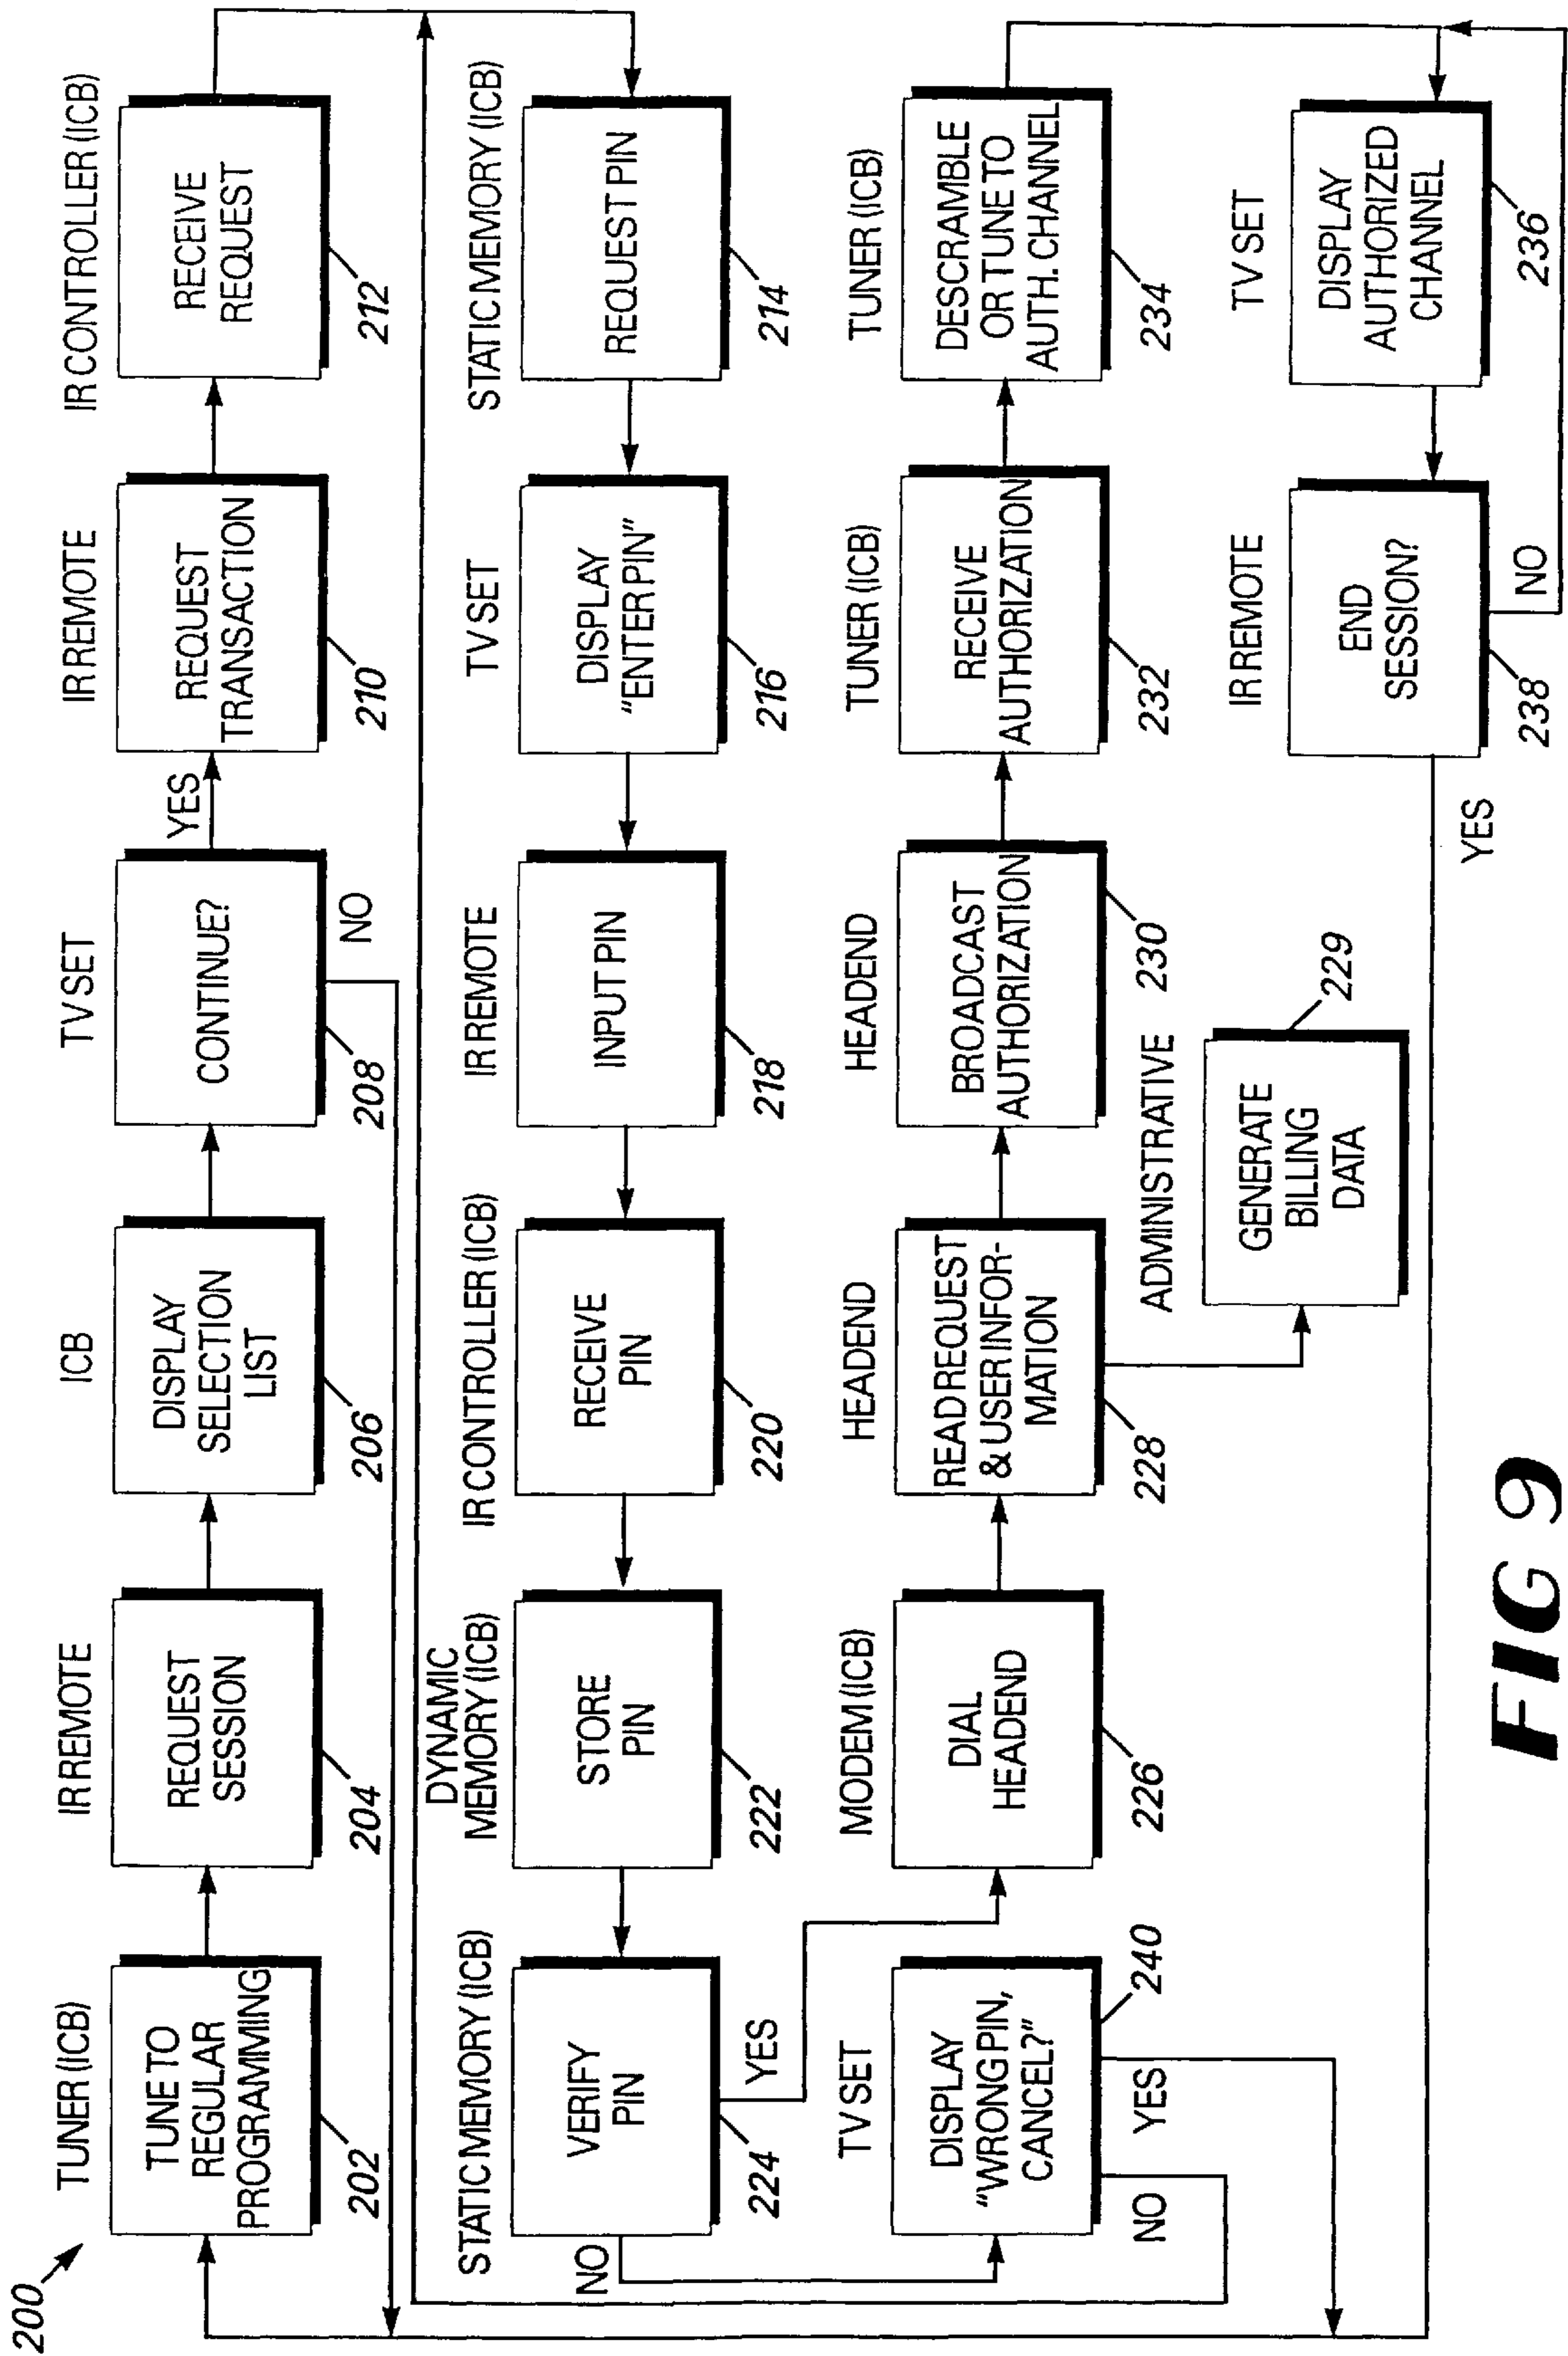 200
TUNER (ICB)
TUNE TO
REGULAR
PROGRAMMING
202
IR REMOTE
REQUEST
SESSION
204
ICB
DISPLAY
SELECTION
LIST
206
TV SET
CONTINUE?
208
NO
YES
IR REMOTE
REQUEST
TRANSACTION
210
IR CONTROLLER (ICB)
RECEIVE
REQUEST
212
STATIC MEMORY (ICB)
REQUEST PIN
214
TV SET
DISPLAY
“ENTER PIN”
216
IR REMOTE
INPUT PIN
218
IR CONTROLLER (ICB)
RECEIVE
PIN
220
DYNAMIC
MEMORY (ICB)
STORE
PIN
222
STATIC MEMORY (ICB)
VERIFY
PIN
224
NO
YES
TV SET
DISPLAY
“WRONG PIN,
CANCEL?”
240
NO
YES
MODEM (ICB)
DIAL
HEADEND
226
HEADEND
READ REQUEST
& USER INFOR-
MATION
228
ADMINISTRATIVE
GENERATE
BILLING
DATA
229
HEADEND
BROADCAST
AUTHORIZATION
230
TUNER (ICB)
RECEIVE
AUTHORIZATION
232
TUNER (ICB)
DESCRAMBLE
OR TUNE TO
AUTH. CHANNEL
234
TV SET
DISPLAY
AUTHORIZED
CHANNEL
236
IR REMOTE
END
SESSION?
238
NO
YES
FIG 9